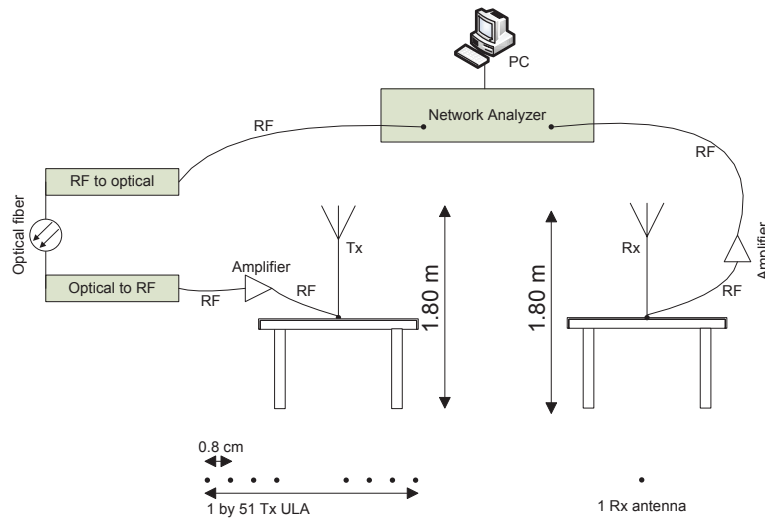 PC
Network Analyzer
RF
RF
RF to optical
Optical fiber
Tx
Rx
Amplifier
Amplifier
Optical to RF
RF
RF
RF
1.80 m
1.80 m
0.8 cm
1 by 51 Tx ULA
1 Rx antenna